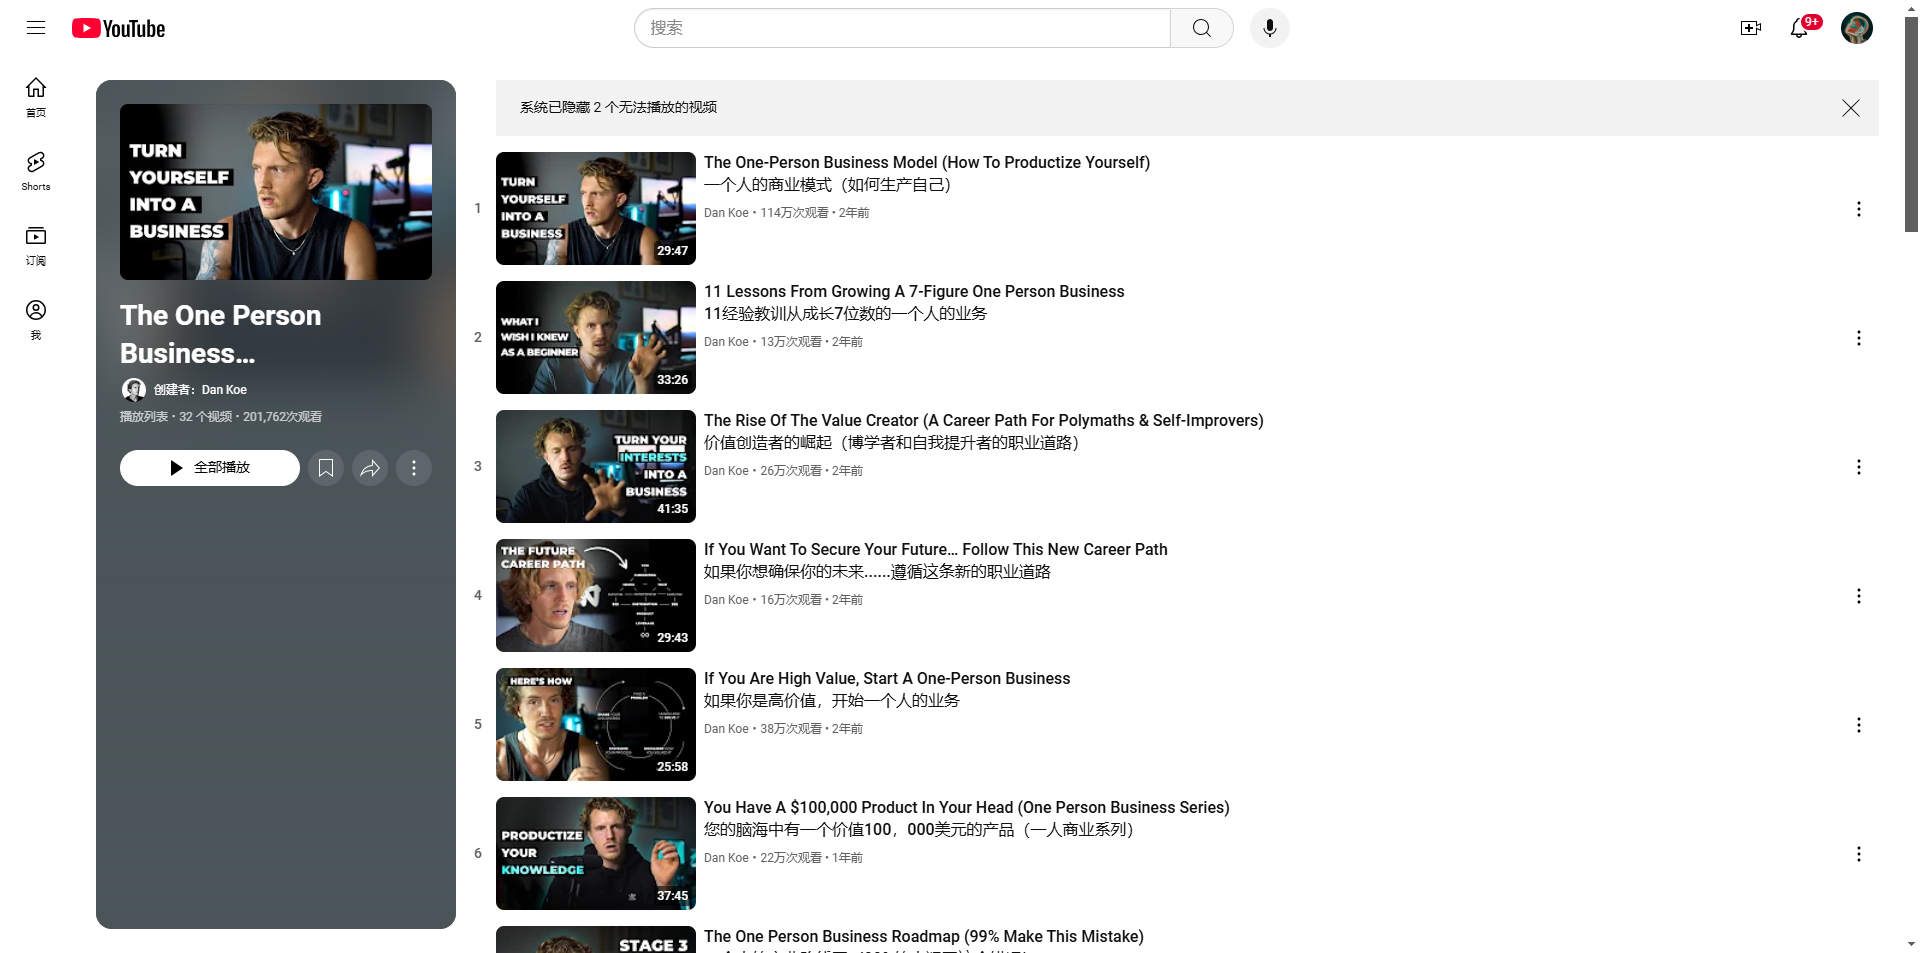 YouTube
搜索
9+
首页
Shorts
订阅
我
TURN
YOURSELF
INTO A
BUSINESS
The One Person
Business…
创建者：Dan Koe
播放列表 • 32 个视频 • 201,762次观看
全部播放
系统已隐藏 2 个无法播放的视频
1
TURN
YOURSELF
INTO A
BUSINESS
29:47
The One-Person Business Model (How To Productize Yourself)
一个人的商业模式（如何生产自己）
Dan Koe • 114万次观看 • 2年前
2
WHAT I
WISH I KNEW
AS A BEGINNER
33:26
11 Lessons From Growing A 7-Figure One Person Business
11经验教训从成长7位数的一个人的业务
Dan Koe • 13万次观看 • 2年前
3
TURN YOUR
INTERESTS
INTO A
BUSINESS
41:35
The Rise Of The Value Creator (A Career Path For Polymaths & Self-Improvers)
价值创造者的崛起（博学者和自我提升者的职业道路）
Dan Koe • 26万次观看 • 2年前
4
THE FUTURE
CAREER PATH
29:43
If You Want To Secure Your Future… Follow This New Career Path
如果你想确保你的未来......遵循这条新的职业道路
Dan Koe • 16万次观看 • 2年前
5
HERE'S HOW
25:58
If You Are High Value, Start A One-Person Business
如果你是高价值，开始一个人的业务
Dan Koe • 38万次观看 • 2年前
6
PRODUCTIZE
YOUR
KNOWLEDGE
37:45
You Have A $100,000 Product In Your Head (One Person Business Series)
您的脑海中有一个价值100，000美元的产品（一人商业系列）
Dan Koe • 22万次观看 • 1年前
STAGE 3
The One Person Business Roadmap (99% Make This Mistake)